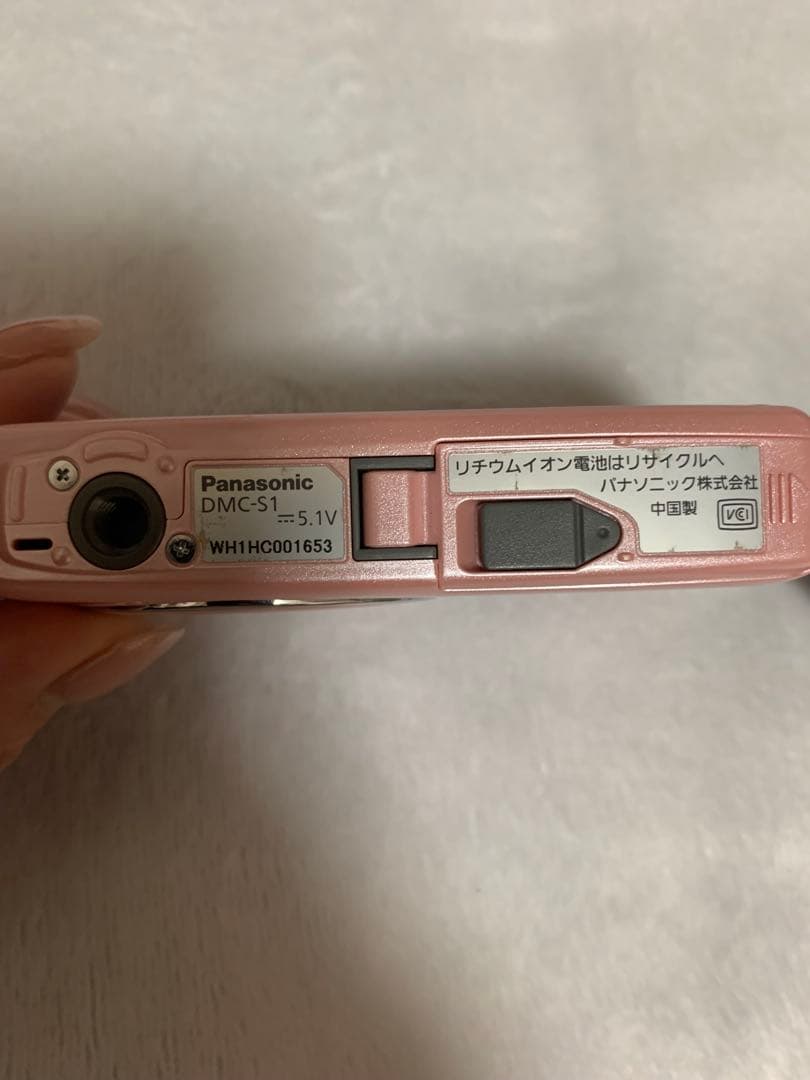 Panasonic
DMC-S1
⎓5.1V
WH1HC001653
リチウムイオン電池はリサイクルへ
パナソニック株式会社
中国製
VCI